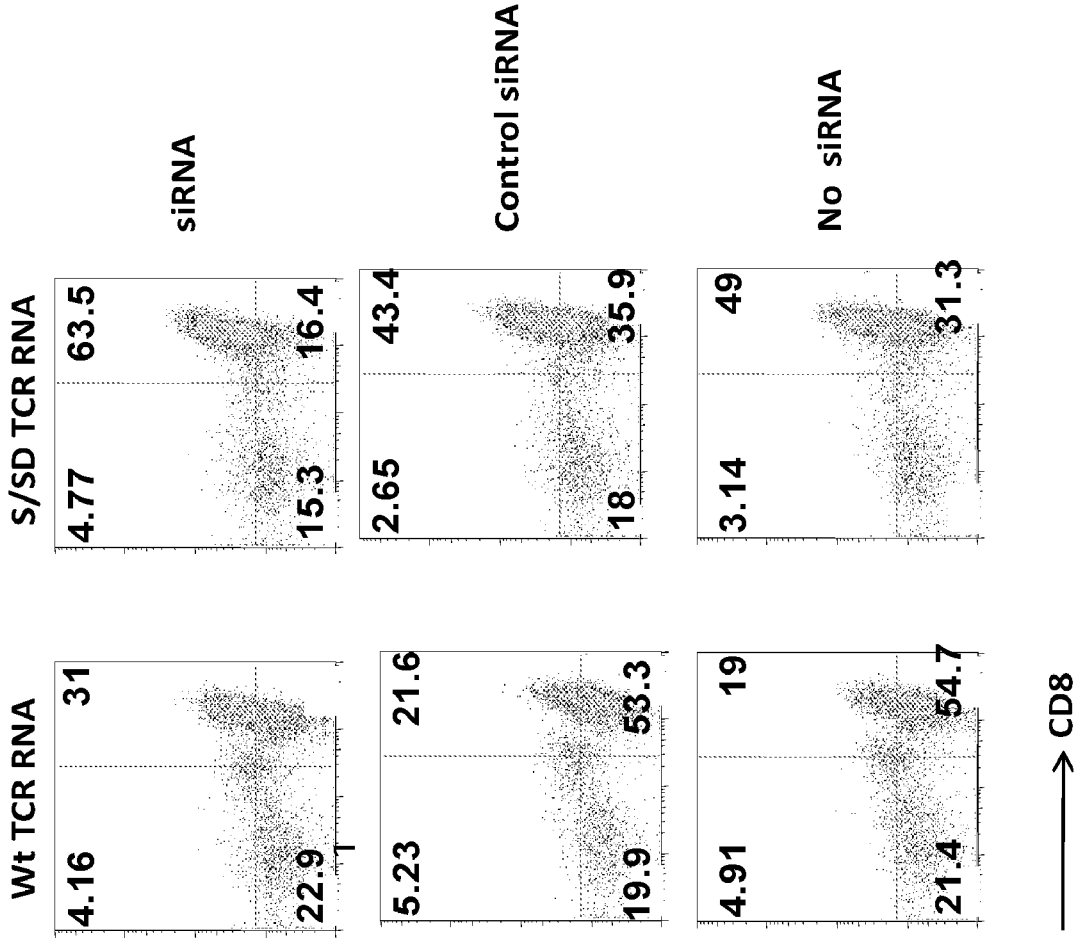 Wt TCR RNA
S/SD TCR RNA
4.16 31
4.77 63.5
siRNA
22.9
15.3 16.4
5.23 21.6
2.65 43.4
Control siRNA
19.9 53.3
18 35.9
4.91 19
3.14 49
No siRNA
21.4 54.7
31.3
CD8